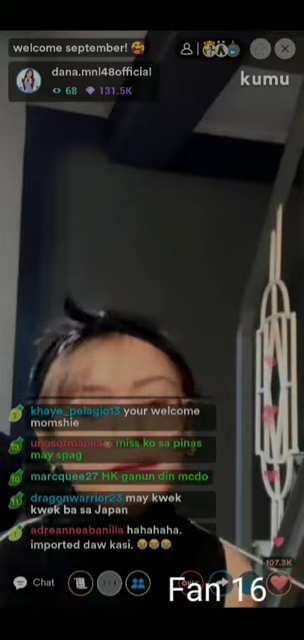 welcome september! 🥰
dana.mnl48official
68 131.5K
kumu
khaye_pelagio13 your welcome
momshie
miss ko sa pinas
may spag
marcquee27 HK ganun din mcdo
dragonwarrior23 may kwek
kwek ba sa Japan
adreanneabanilla hahahaha.
imported daw kasi. 😂😂😂
107.3K
Chat
Fan 16